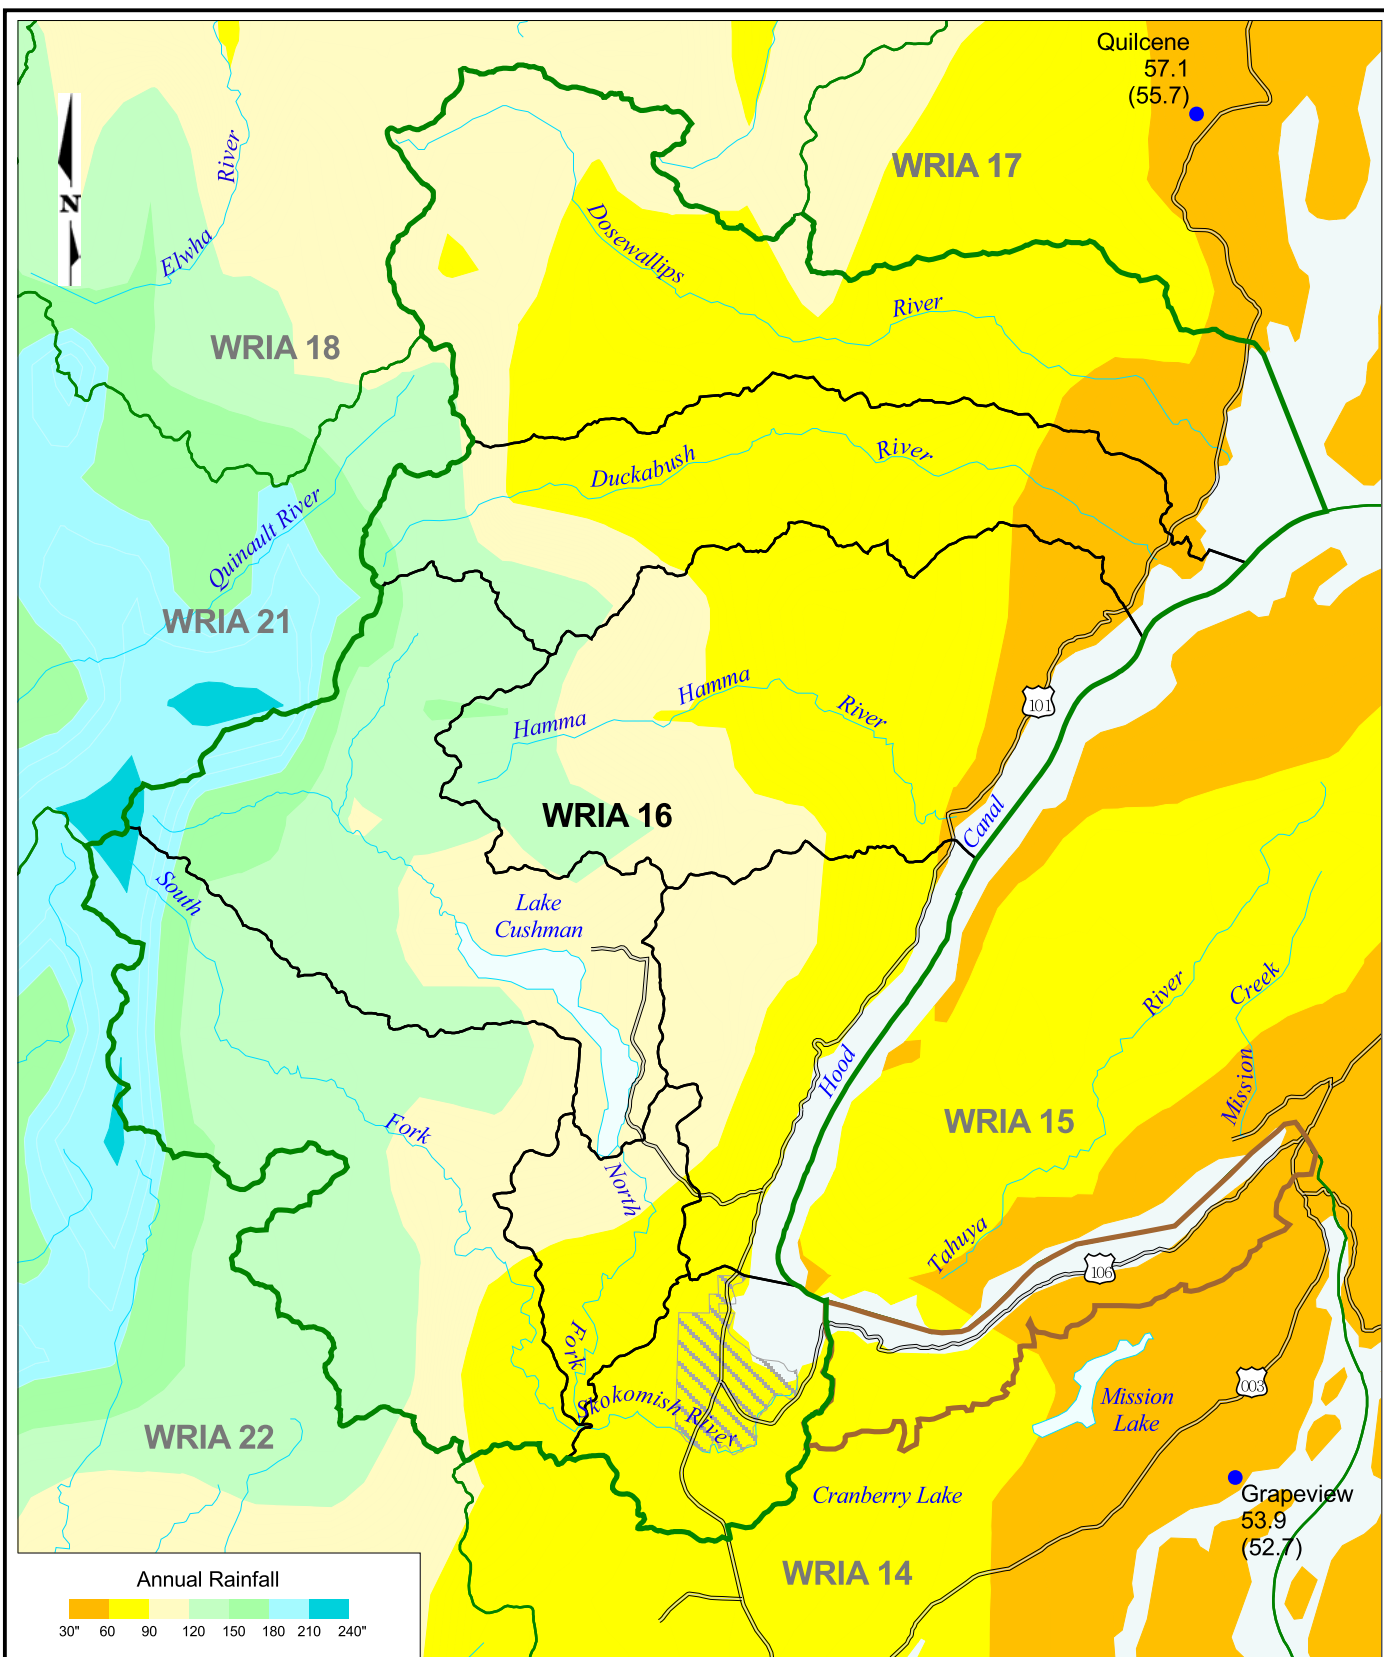 Quilcene
57.1
(55.7)
WRIA 17
N
River
Elwha
Dosewallips
River
WRIA 18
Duckabush
River
Quinault River
WRIA 21
Hamma
Hamma
River
101
WRIA 16
Canal
South
Lake
Cushman
River
Creek
Hood
Mission
WRIA 15
Fork
North
Tahuya
106
Fork
Skokomish River
003
Mission
Lake
WRIA 22
Cranberry Lake
Grapeview
53.9
(52.7)
WRIA 14
Annual Rainfall
30" 60 90 120 150 180 210 240"